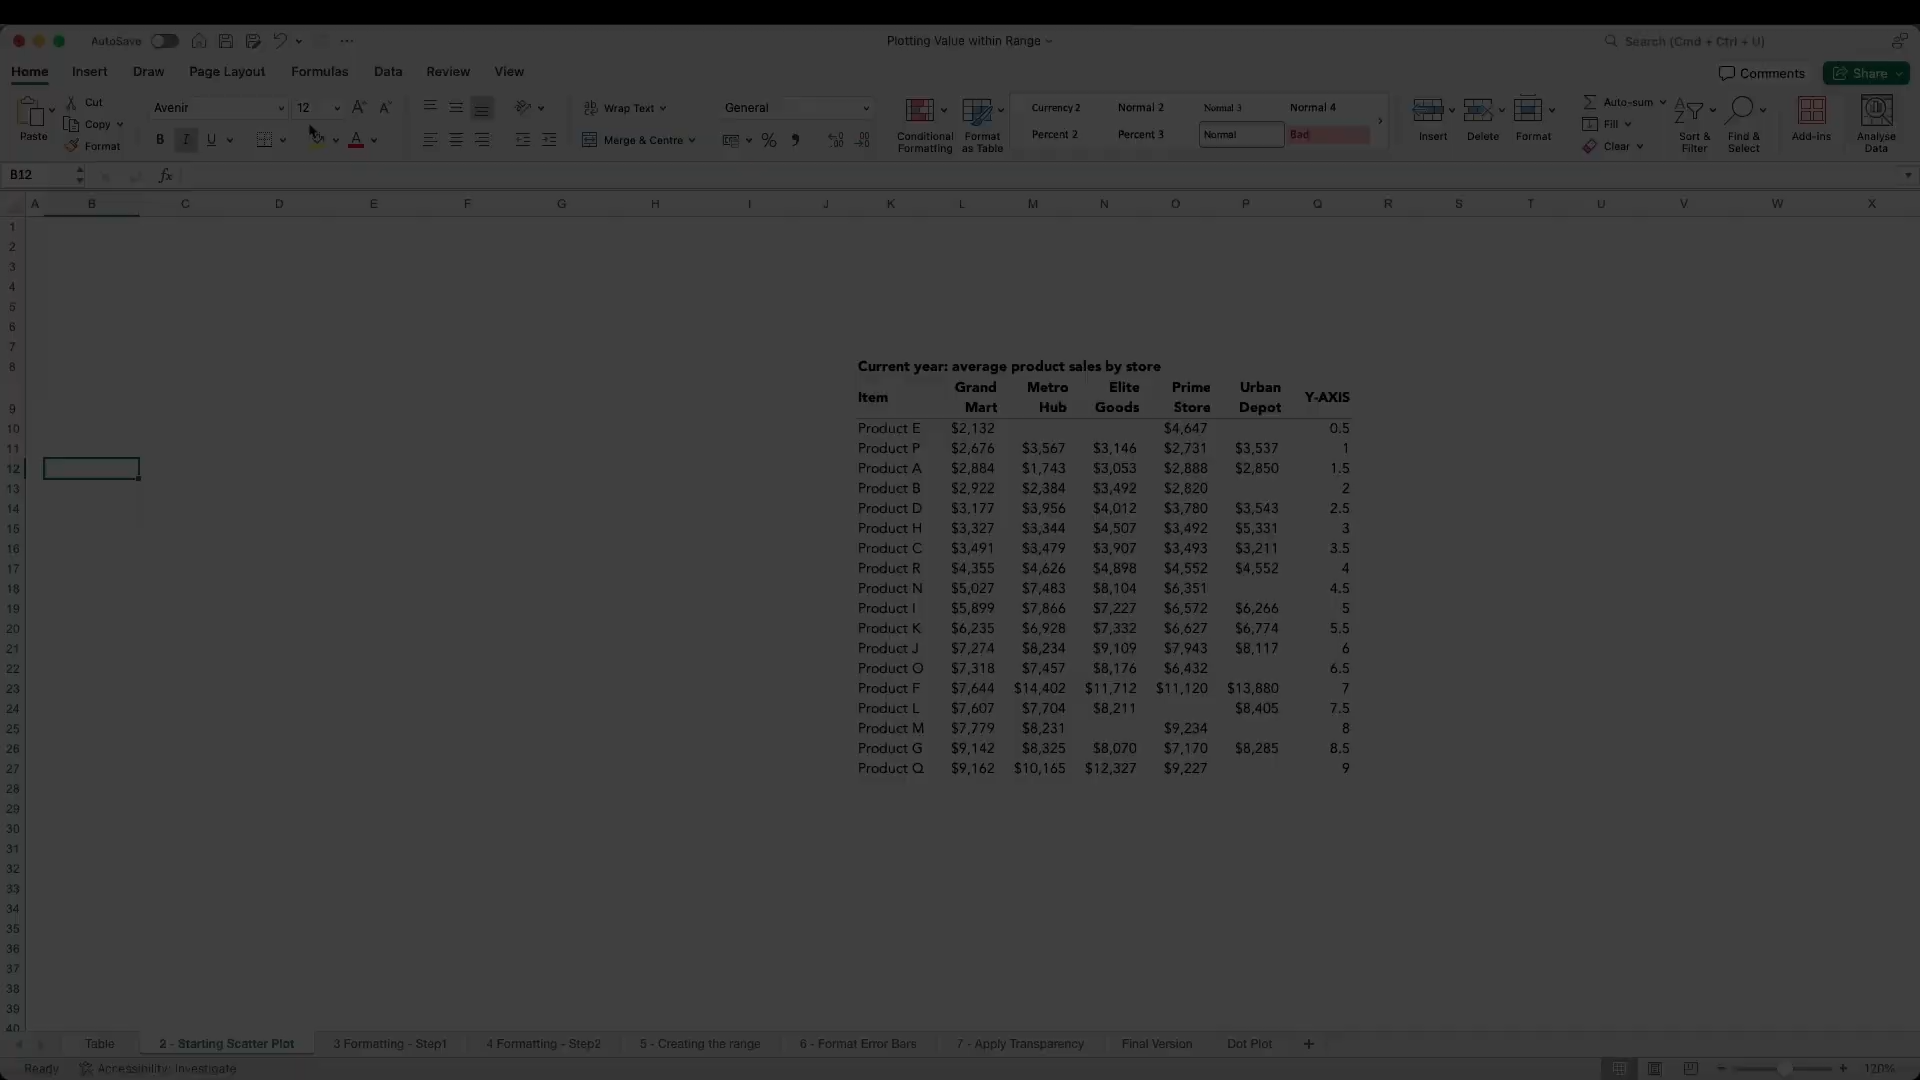 AutoSave
Plotting Value within Range
Search (Cmd + Ctrl + U)
Home Insert Draw Page Layout Formulas Data Review View
Comments Share
Paste Cut Copy Format
Avenir 12
B I U A
Wrap Text
Merge & Centre
General
Conditional Formatting
Format as Table
Currency 2 Normal 2 Normal 3 Normal 4
Percent 2 Percent 3 Normal Bad
Insert Delete Format
Auto-sum
Fill
Clear
Sort & Filter
Find & Select
Add-ins
Analyse Data
B12 fx
A B C D E F G H I J K L M N O P Q R S T U V W X
1
2
3
4
5
6
7
8 Current year: average product sales by store
9 Item Grand Mart Metro Hub Elite Goods Prime Store Urban Depot Y-AXIS
10 Product E $2,132 $4,647 0.5
11 Product P $2,676 $3,567 $3,146 $2,731 $3,537 1
12 Product A $2,884 $1,743 $3,053 $2,888 $2,850 1.5
13 Product B $2,922 $2,384 $3,492 $2,820 2
14 Product D $3,177 $3,956 $4,012 $3,780 $3,543 2.5
15 Product H $3,327 $3,344 $4,507 $3,492 $5,331 3
16 Product C $3,491 $3,479 $3,907 $3,493 $3,211 3.5
17 Product R $4,355 $4,626 $4,898 $4,552 $4,552 4
18 Product N $5,027 $7,483 $8,104 $6,351 4.5
19 Product I $5,899 $7,866 $7,227 $6,572 $6,266 5
20 Product K $6,235 $6,928 $7,332 $6,627 $6,774 5.5
21 Product J $7,274 $8,234 $9,109 $7,943 $8,117 6
22 Product O $7,318 $7,457 $8,176 $6,432 6.5
23 Product F $7,644 $14,402 $11,712 $11,120 $13,880 7
24 Product L $7,607 $7,704 $8,211 $8,405 7.5
25 Product M $7,779 $8,231 $9,234 8
26 Product G $9,142 $8,325 $8,070 $7,170 $8,285 8.5
27 Product Q $9,162 $10,165 $12,327 $9,227 9
28
29
30
31
32
33
34
35
36
37
38
39
40
Table 2 - Starting Scatter Plot 3 Formatting - Step1 4 Formatting - Step2 5 - Creating the range 6 - Format Error Bars 7 - Apply Transparency Final Version Dot Plot
Ready Accessibility: Investigate 120%